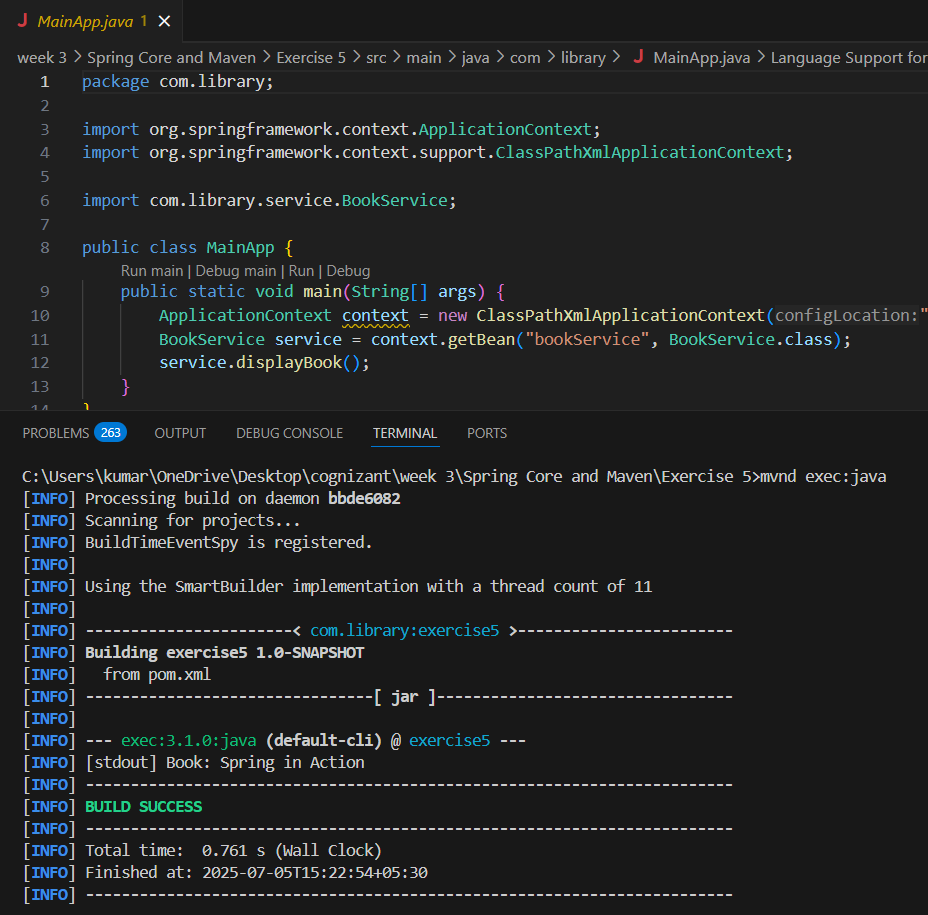 J MainApp.java 1 ×
week 3 > Spring Core and Maven > Exercise 5 > src > main > java > com > library > J MainApp.java > Language Support for
1 package com.library;
2
3 import org.springframework.context.ApplicationContext;
4 import org.springframework.context.support.ClassPathXmlApplicationContext;
5
6 import com.library.service.BookService;
7
8 public class MainApp {
Run main | Debug main | Run | Debug
9 public static void main(String[] args) {
10 ApplicationContext context = new ClassPathXmlApplicationContext(configLocation:"
11 BookService service = context.getBean("bookService", BookService.class);
12 service.displayBook();
13 }
14 }
PROBLEMS 263 OUTPUT DEBUG CONSOLE TERMINAL PORTS
C:\Users\kumar\OneDrive\Desktop\cognizant\week 3\Spring Core and Maven\Exercise 5>mvnd exec:java
[INFO] Processing build on daemon bbde6082
[INFO] Scanning for projects...
[INFO] BuildTimeEventSpy is registered.
[INFO]
[INFO] Using the SmartBuilder implementation with a thread count of 11
[INFO]
[INFO] -----------------------< com.library:exercise5 >------------------------
[INFO] Building exercise5 1.0-SNAPSHOT
[INFO]   from pom.xml
[INFO] --------------------------------[ jar ]---------------------------------
[INFO]
[INFO] --- exec:3.1.0:java (default-cli) @ exercise5 ---
[INFO] [stdout] Book: Spring in Action
[INFO] ------------------------------------------------------------------------
[INFO] BUILD SUCCESS
[INFO] ------------------------------------------------------------------------
[INFO] Total time:  0.761 s (Wall Clock)
[INFO] Finished at: 2025-07-05T15:22:54+05:30
[INFO] ------------------------------------------------------------------------